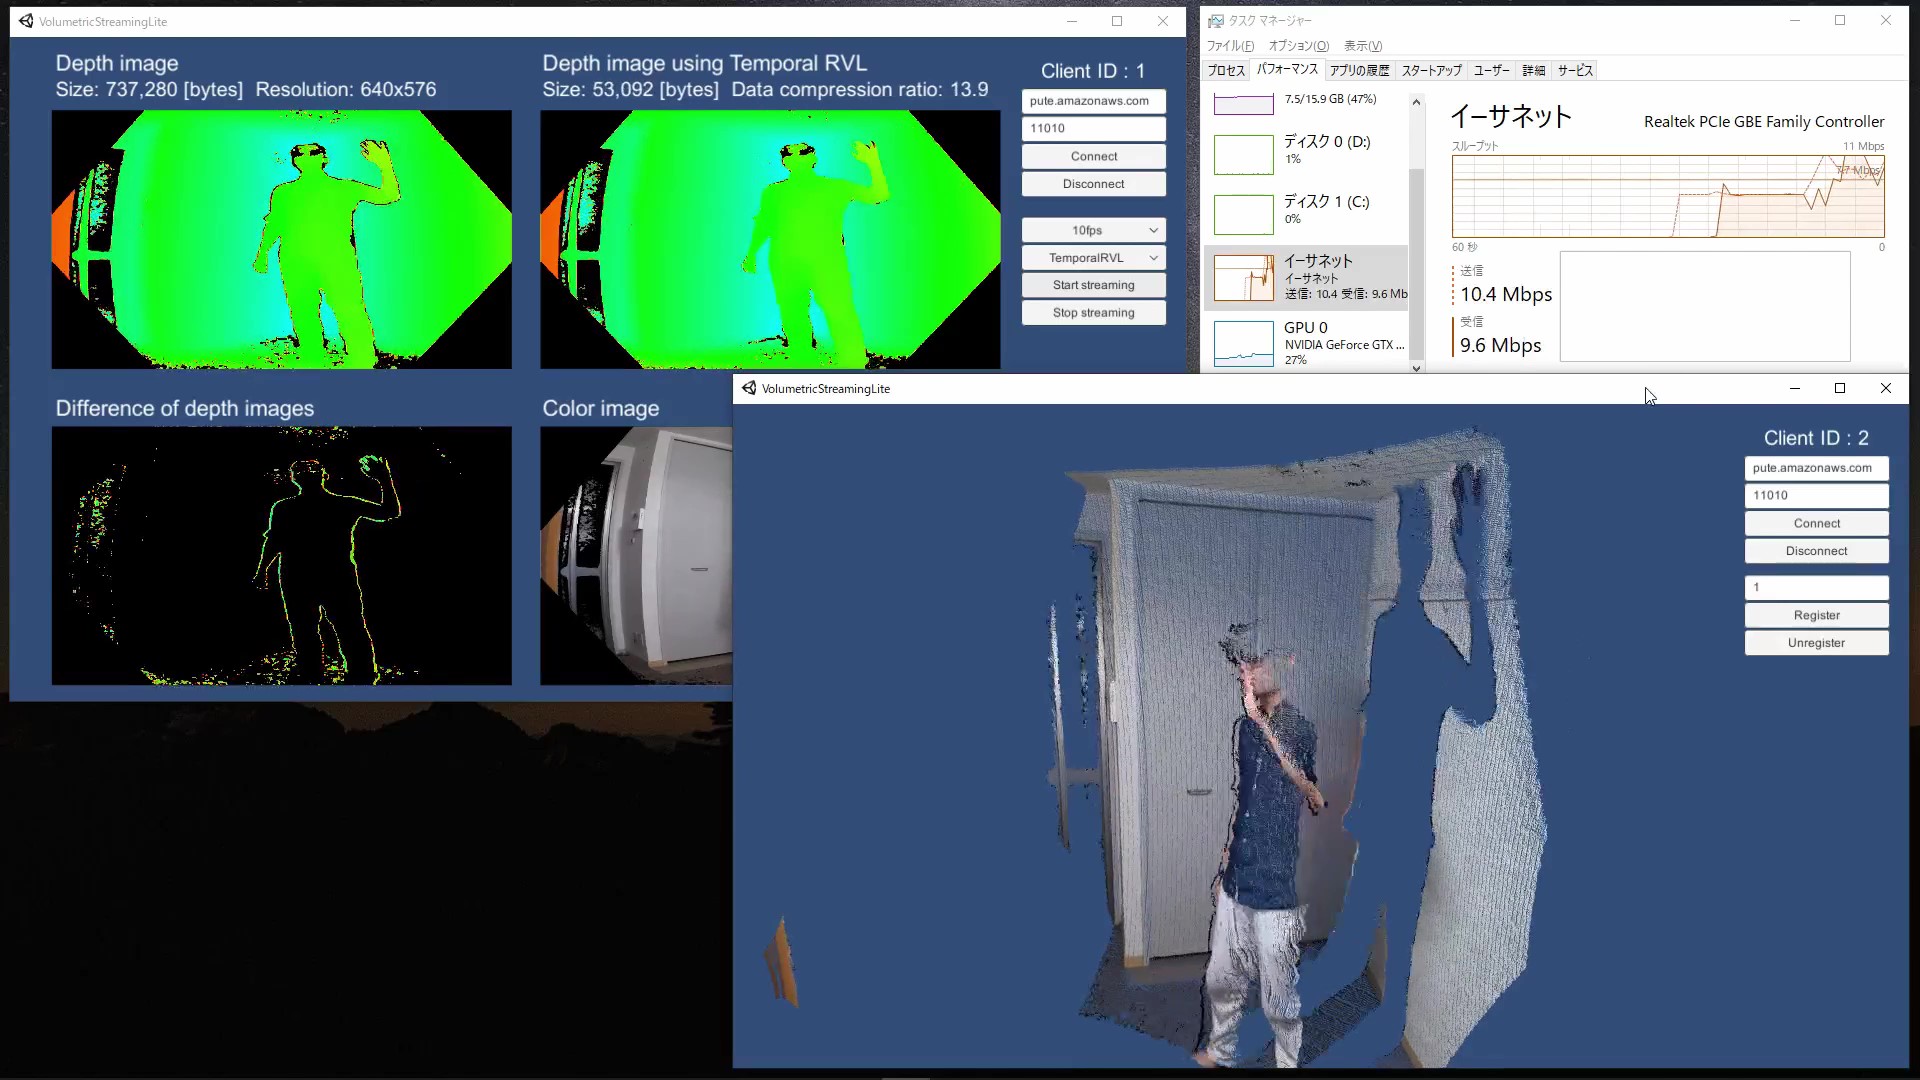 VolumetricStreamingLite
Depth image
Size: 737,280 [bytes]  Resolution: 640x576
Depth image using Temporal RVL
Size: 53,092 [bytes]  Data compression ratio: 13.9
Client ID : 1
pute.amazonaws.com
11010
Connect
Disconnect
10fps
TemporalRVL
Start streaming
Stop streaming
Difference of depth images
Color image
タスク マネージャー
ファイル(F)  オプション(O)  表示(V)
プロセス  パフォーマンス  アプリの履歴  スタートアップ  ユーザー  詳細  サービス
7.5/15.9 GB (47%)
ディスク 0 (D:)
1%
ディスク 1 (C:)
0%
イーサネット
イーサネット
送信: 10.4 受信: 9.6 Mb
GPU 0
NVIDIA GeForce GTX ...
27%
イーサネット
Realtek PCIe GBE Family Controller
スループット
11 Mbps
7.7 Mbps
60 秒
0
送信
10.4 Mbps
受信
9.6 Mbps
VolumetricStreamingLite
Client ID : 2
pute.amazonaws.com
11010
Connect
Disconnect
1
Register
Unregister